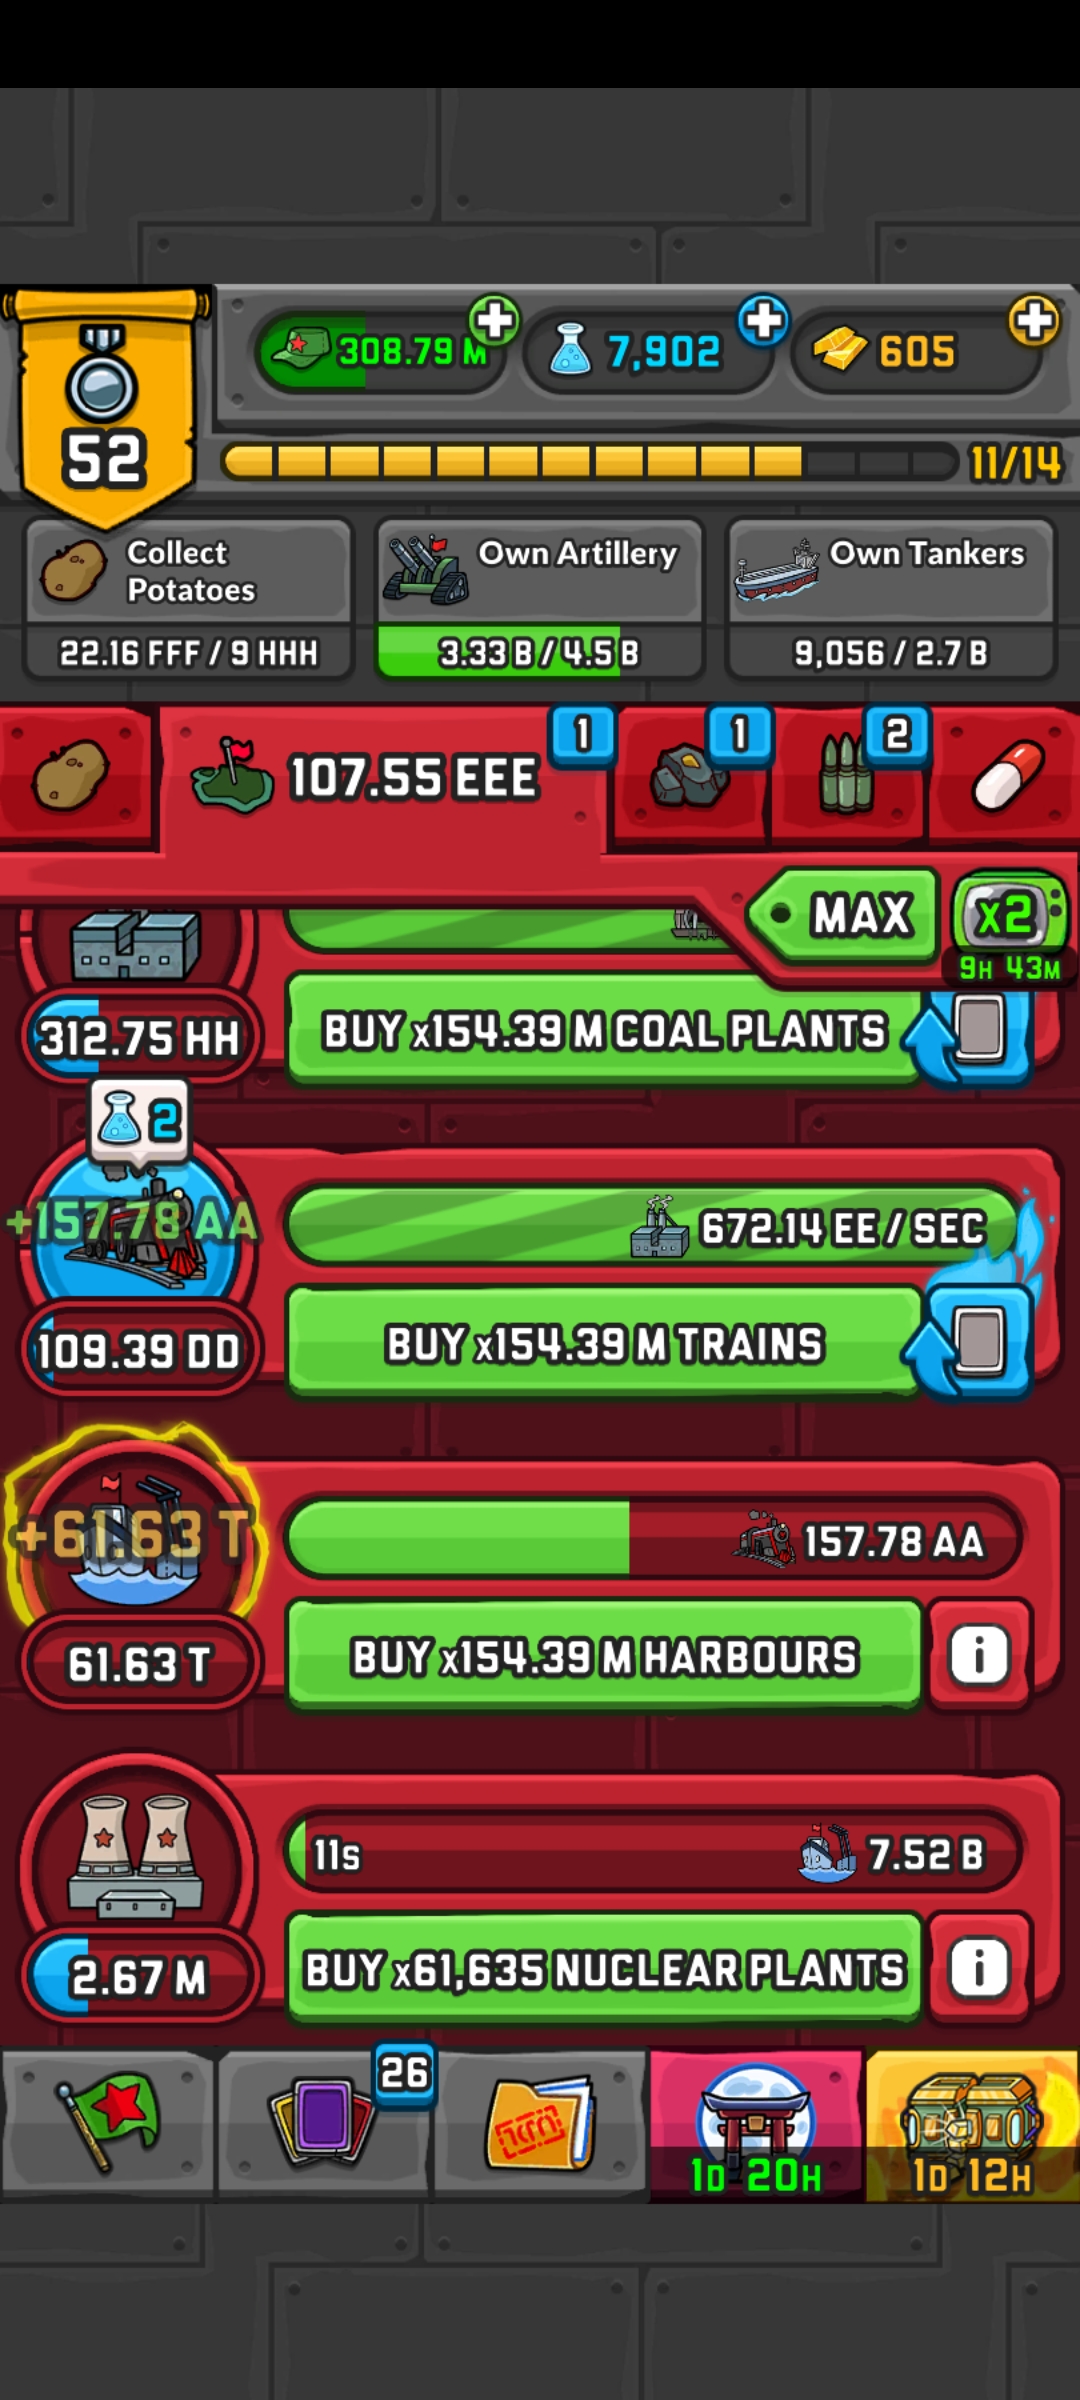 308.79 M
7,902
605
52
11/14
Collect
Potatoes
22.16 FFF / 9 HHH
Own Artillery
3.33 B / 4.5 B
Own Tankers
9,056 / 2.7 B
107.55 EEE
1
1
2
MAX
x2
9H 43M
312.75 HH
BUY x154.39 M COAL PLANTS
2
+157.78 AA
672.14 EE / SEC
109.39 DD
BUY x154.39 M TRAINS
+61.63 T
157.78 AA
61.63 T
BUY x154.39 M HARBOURS
11s
7.52 B
2.67 M
BUY x61,635 NUCLEAR PLANTS
26
1D 20H
1D 12H